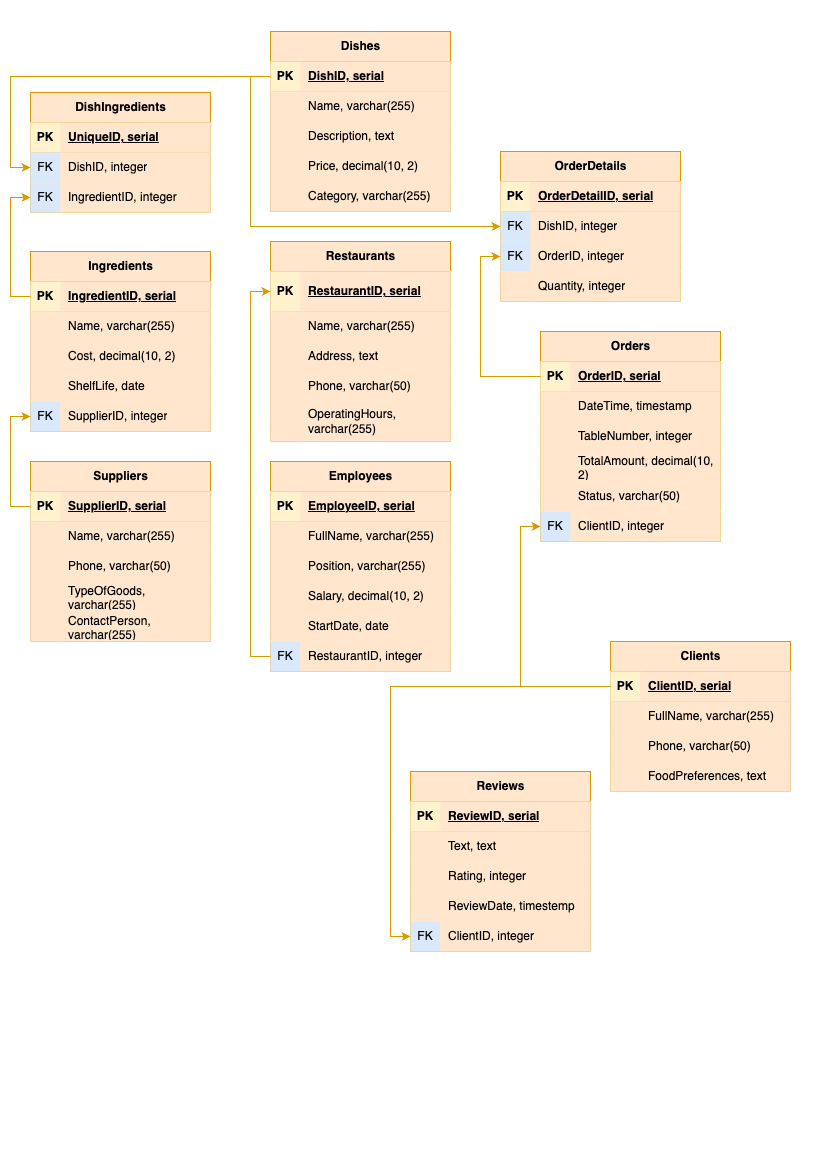 Dishes
PK DishID, serial
Name, varchar(255)
Description, text
Price, decimal(10, 2)
Category, varchar(255)
DishIngredients
PK UniqueID, serial
FK DishID, integer
FK IngredientID, integer
OrderDetails
PK OrderDetailID, serial
FK DishID, integer
FK OrderID, integer
Quantity, integer
Ingredients
PK IngredientID, serial
Name, varchar(255)
Cost, decimal(10, 2)
ShelfLife, date
FK SupplierID, integer
Restaurants
PK RestaurantID, serial
Name, varchar(255)
Address, text
Phone, varchar(50)
OperatingHours,
varchar(255)
Orders
PK OrderID, serial
DateTime, timestamp
TableNumber, integer
TotalAmount, decimal(10,
2)
Status, varchar(50)
FK ClientID, integer
Suppliers
PK SupplierID, serial
Name, varchar(255)
Phone, varchar(50)
TypeOfGoods,
varchar(255)
ContactPerson,
varchar(255)
Employees
PK EmployeeID, serial
FullName, varchar(255)
Position, varchar(255)
Salary, decimal(10, 2)
StartDate, date
FK RestaurantID, integer
Clients
PK ClientID, serial
FullName, varchar(255)
Phone, varchar(50)
FoodPreferences, text
Reviews
PK ReviewID, serial
Text, text
Rating, integer
ReviewDate, timestemp
FK ClientID, integer